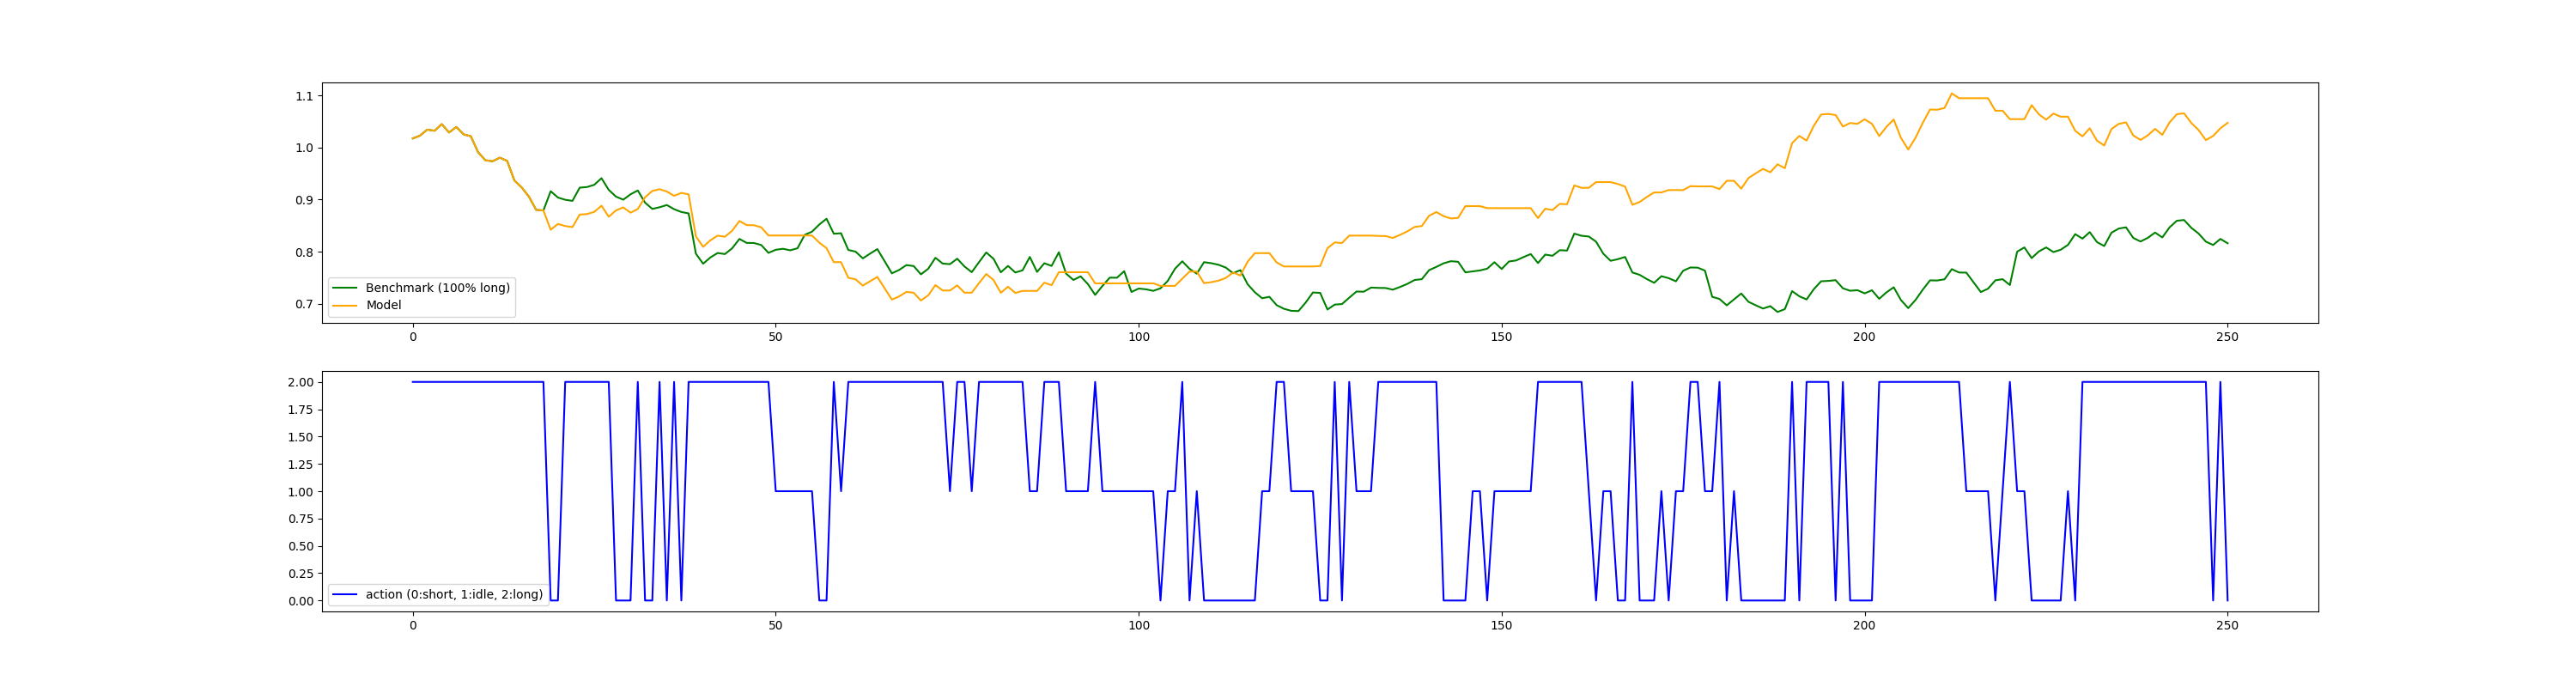 1.1
1.0
0.9
0.8
0.7
Benchmark (100% long)
Model
0 50 100 150 200 250
2.00
1.75
1.50
1.25
1.00
0.75
0.50
0.25
0.00
action (0:short, 1:idle, 2:long)
0 50 100 150 200 250